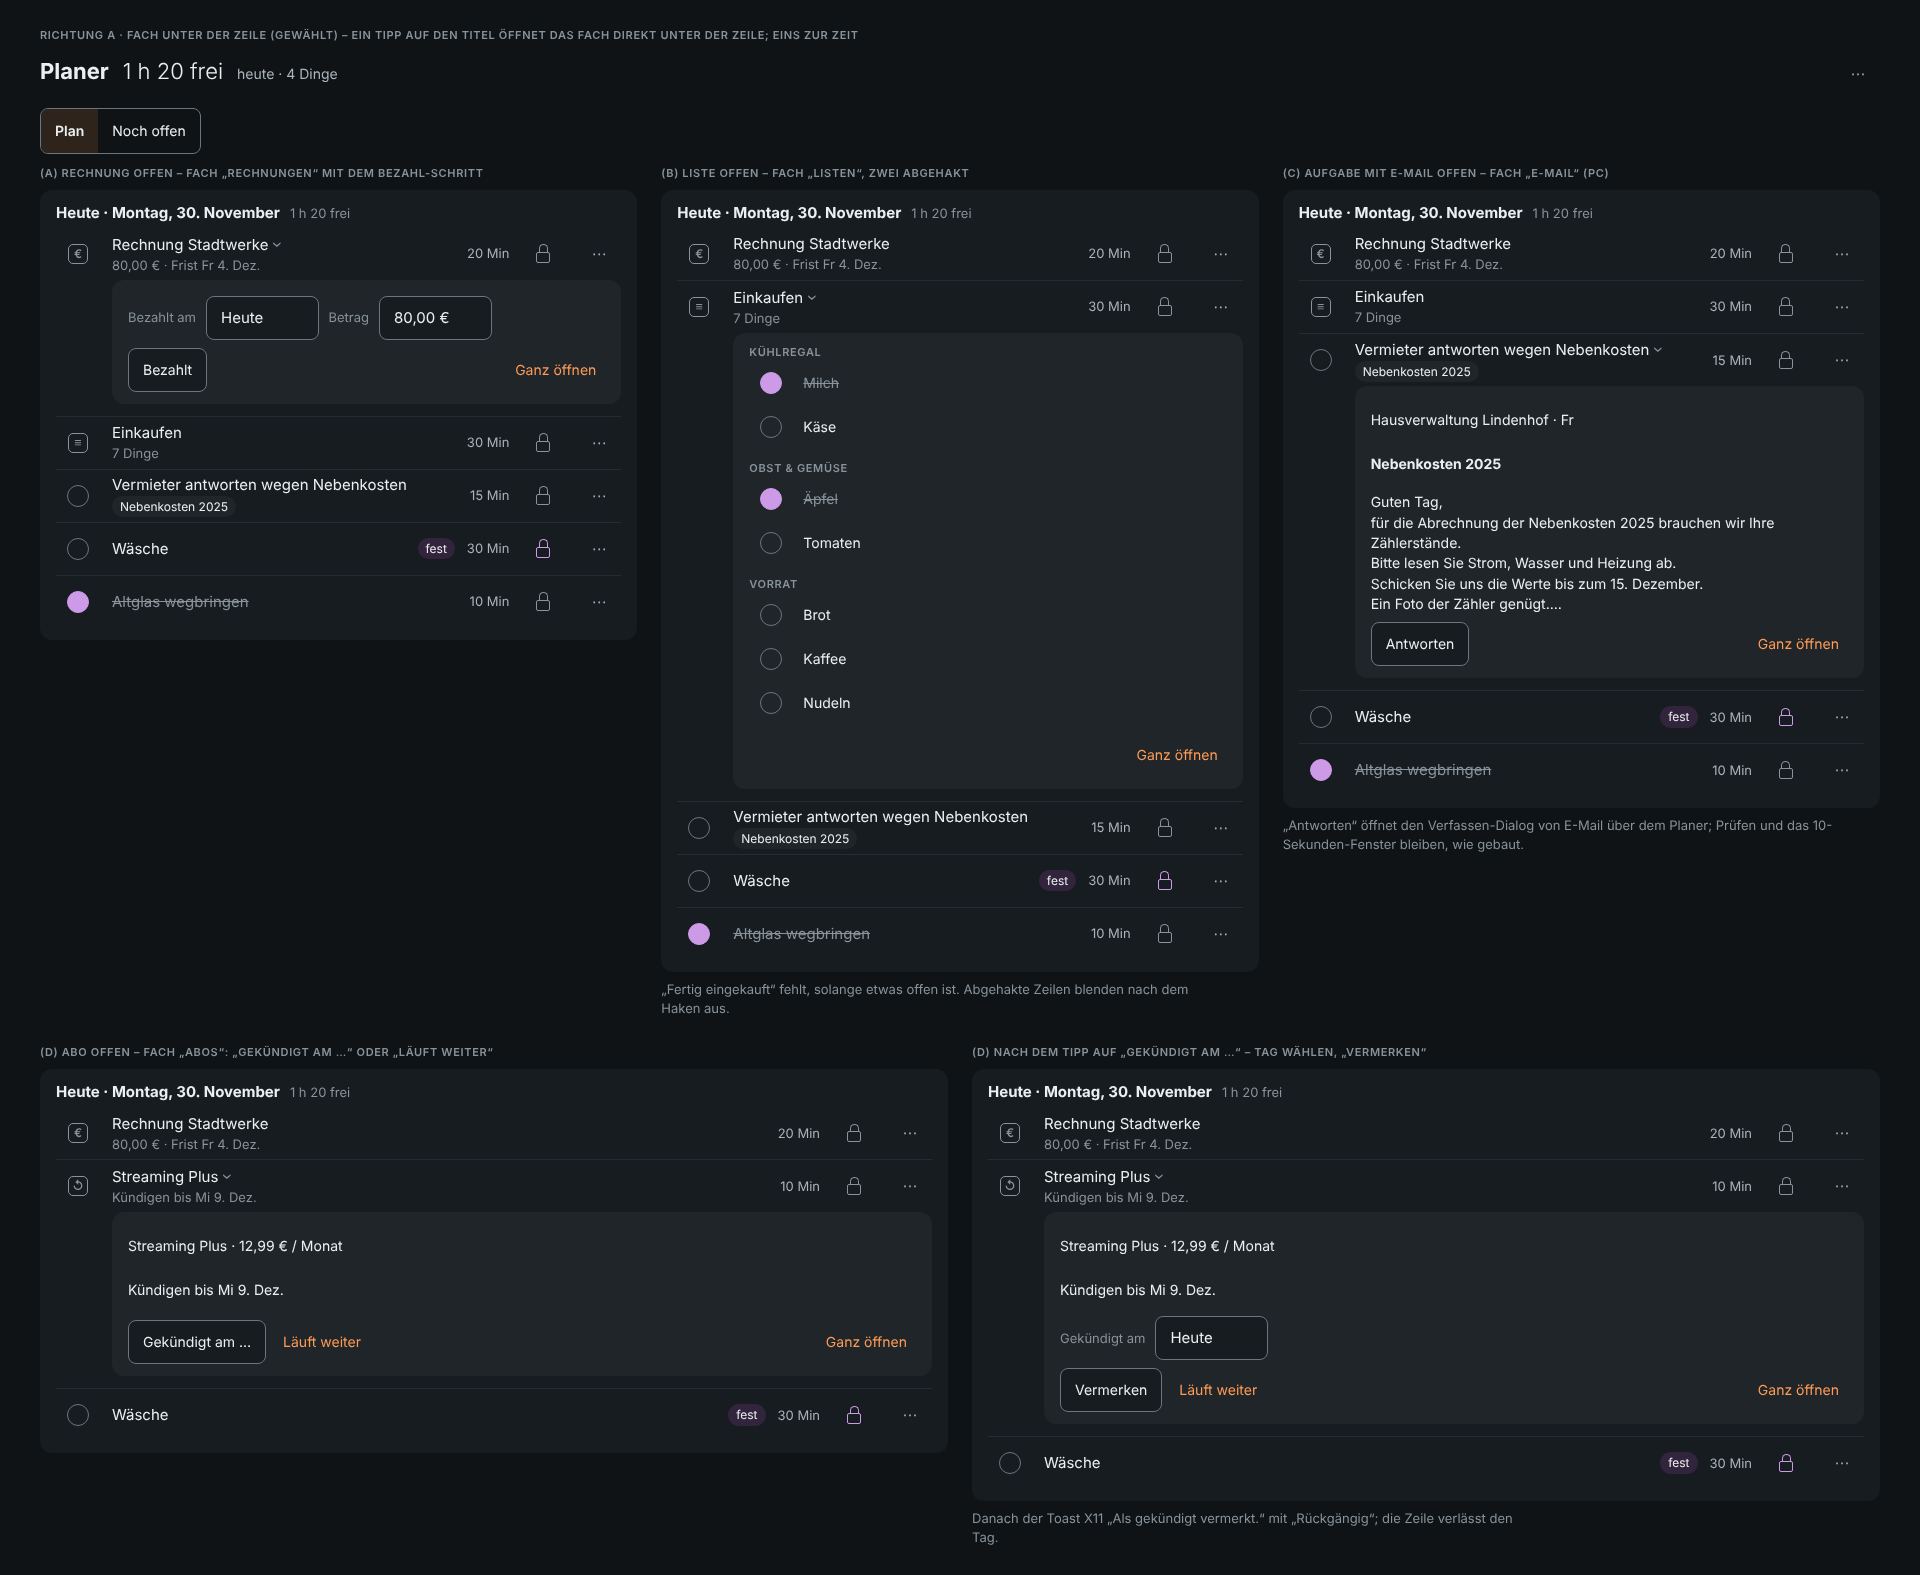 RICHTUNG A · FACH UNTER DER ZEILE (GEWÄHLT) – EIN TIPP AUF DEN TITEL ÖFFNET DAS FACH DIREKT UNTER DER ZEILE; EINS ZUR ZEIT
Planer 1 h 20 frei heute · 4 Dinge ...
Plan Noch offen
(A) RECHNUNG OFFEN – FACH „RECHNUNGEN“ MIT DEM BEZAHL-SCHRITT
Heute · Montag, 30. November 1 h 20 frei
€ Rechnung Stadtwerke 20 Min ...
80,00 € · Frist Fr 4. Dez.
Bezahlt am Heute Betrag 80,00 €
Bezahlt Ganz öffnen
Einkaufen 30 Min ...
7 Dinge
Vermieter antworten wegen Nebenkosten 15 Min ...
Nebenkosten 2025
Wäsche fest 30 Min ...
Altglas wegbringen 10 Min ...
(B) LISTE OFFEN – FACH „LISTEN“, ZWEI ABGEHAKT
Heute · Montag, 30. November 1 h 20 frei
€ Rechnung Stadtwerke 20 Min ...
80,00 € · Frist Fr 4. Dez.
Einkaufen 30 Min ...
7 Dinge
KÜHLREGAL
Milch
Käse
OBST & GEMÜSE
Äpfel
Tomaten
VORRAT
Brot
Kaffee
Nudeln
Ganz öffnen
Vermieter antworten wegen Nebenkosten 15 Min ...
Nebenkosten 2025
Wäsche fest 30 Min ...
Altglas wegbringen 10 Min ...
„Fertig eingekauft“ fehlt, solange etwas offen ist. Abgehakte Zeilen blenden nach dem
Haken aus.
(C) AUFGABE MIT E-MAIL OFFEN – FACH „E-MAIL“ (PC)
Heute · Montag, 30. November 1 h 20 frei
€ Rechnung Stadtwerke 20 Min ...
80,00 € · Frist Fr 4. Dez.
Einkaufen 30 Min ...
7 Dinge
Vermieter antworten wegen Nebenkosten 15 Min ...
Nebenkosten 2025
Hausverwaltung Lindenhof · Fr
Nebenkosten 2025
Guten Tag,
für die Abrechnung der Nebenkosten 2025 brauchen wir Ihre
Zählerstände.
Bitte lesen Sie Strom, Wasser und Heizung ab.
Schicken Sie uns die Werte bis zum 15. Dezember.
Ein Foto der Zähler genügt....
Antworten Ganz öffnen
Wäsche fest 30 Min ...
Altglas wegbringen 10 Min ...
„Antworten“ öffnet den Verfassen-Dialog von E-Mail über dem Planer; Prüfen und das 10-
Sekunden-Fenster bleiben, wie gebaut.
(D) ABO OFFEN – FACH „ABOS“: „GEKÜNDIGT AM ...“ ODER „LÄUFT WEITER“
Heute · Montag, 30. November 1 h 20 frei
€ Rechnung Stadtwerke 20 Min ...
80,00 € · Frist Fr 4. Dez.
Streaming Plus 10 Min ...
Kündigen bis Mi 9. Dez.
Streaming Plus · 12,99 € / Monat
Kündigen bis Mi 9. Dez.
Gekündigt am ... Läuft weiter Ganz öffnen
Wäsche fest 30 Min ...
(D) NACH DEM TIPP AUF „GEKÜNDIGT AM ...“ – TAG WÄHLEN, „VERMERKEN“
Heute · Montag, 30. November 1 h 20 frei
€ Rechnung Stadtwerke 20 Min ...
80,00 € · Frist Fr 4. Dez.
Streaming Plus 10 Min ...
Kündigen bis Mi 9. Dez.
Streaming Plus · 12,99 € / Monat
Kündigen bis Mi 9. Dez.
Gekündigt am Heute
Vermerken Läuft weiter Ganz öffnen
Wäsche fest 30 Min ...
Danach der Toast X11 „Als gekündigt vermerkt.“ mit „Rückgängig“; die Zeile verlässt den
Tag.